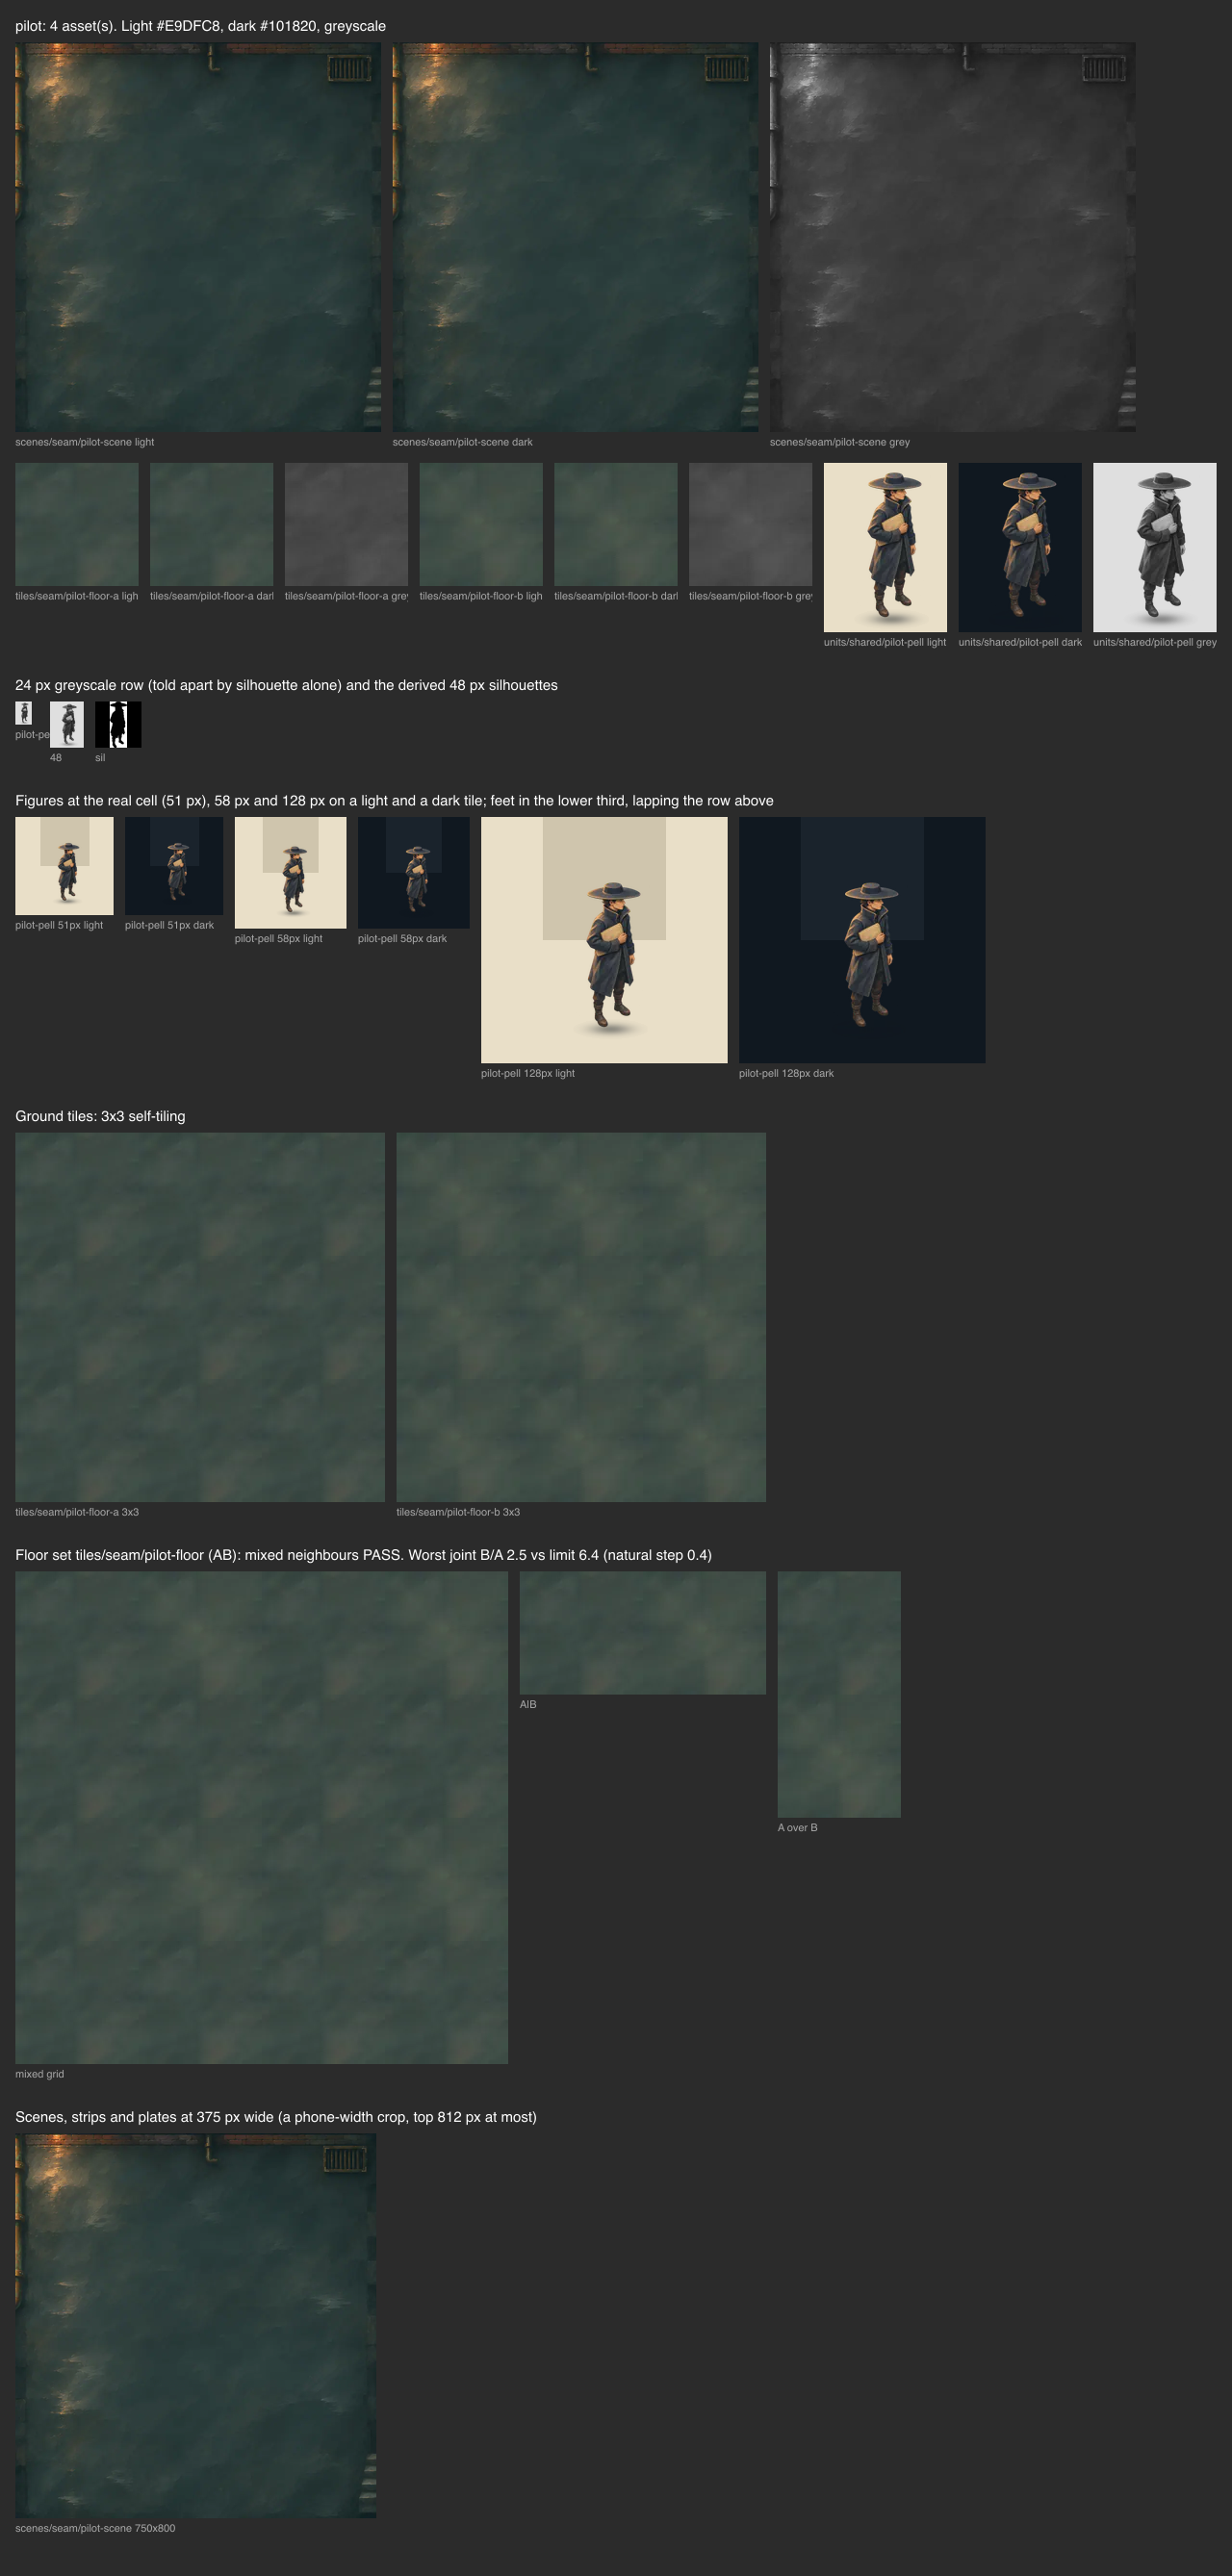 pilot: 4 asset(s). Light #E9DFC8, dark #101820, greyscale
scenes/seam/pilot-scene light
scenes/seam/pilot-scene dark
scenes/seam/pilot-scene grey
tiles/seam/pilot-floor-a ligh
tiles/seam/pilot-floor-a darl
tiles/seam/pilot-floor-a grey
tiles/seam/pilot-floor-b ligh
tiles/seam/pilot-floor-b darl
tiles/seam/pilot-floor-b grey
units/shared/pilot-pell light
units/shared/pilot-pell dark
units/shared/pilot-pell grey
24 px greyscale row (told apart by silhouette alone) and the derived 48 px silhouettes
pilot-pe
48
sil
Figures at the real cell (51 px), 58 px and 128 px on a light and a dark tile; feet in the lower third, lapping the row above
pilot-pell 51px light
pilot-pell 51px dark
pilot-pell 58px light
pilot-pell 58px dark
pilot-pell 128px light
pilot-pell 128px dark
Ground tiles: 3x3 self-tiling
tiles/seam/pilot-floor-a 3x3
tiles/seam/pilot-floor-b 3x3
Floor set tiles/seam/pilot-floor (AB): mixed neighbours PASS. Worst joint B/A 2.5 vs limit 6.4 (natural step 0.4)
A|B
A over B
mixed grid
Scenes, strips and plates at 375 px wide (a phone-width crop, top 812 px at most)
scenes/seam/pilot-scene 750x800